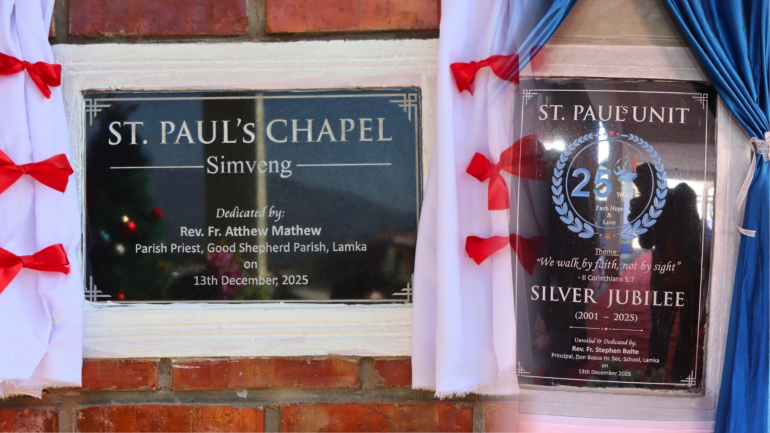 ST. PAUL'S CHAPEL
Simveng
Dedicated by:
Rev. Fr. Atthew Mathew
Parish Priest, Good Shepherd Parish, Lamka
on
13th December, 2025
ST. PAUL'S UNIT
25
Faith Hope
&
Love
Theme:
"We walk by faith, not by sight"
~ II Corinthians 5:7
SILVER JUBILEE
(2001 – 2025)
Unveiled & Dedicated by:
Rev. Fr. Stephen Baite
Principal, Don Bosco Hr. Sec. School, Lamka
on
13th December, 2025